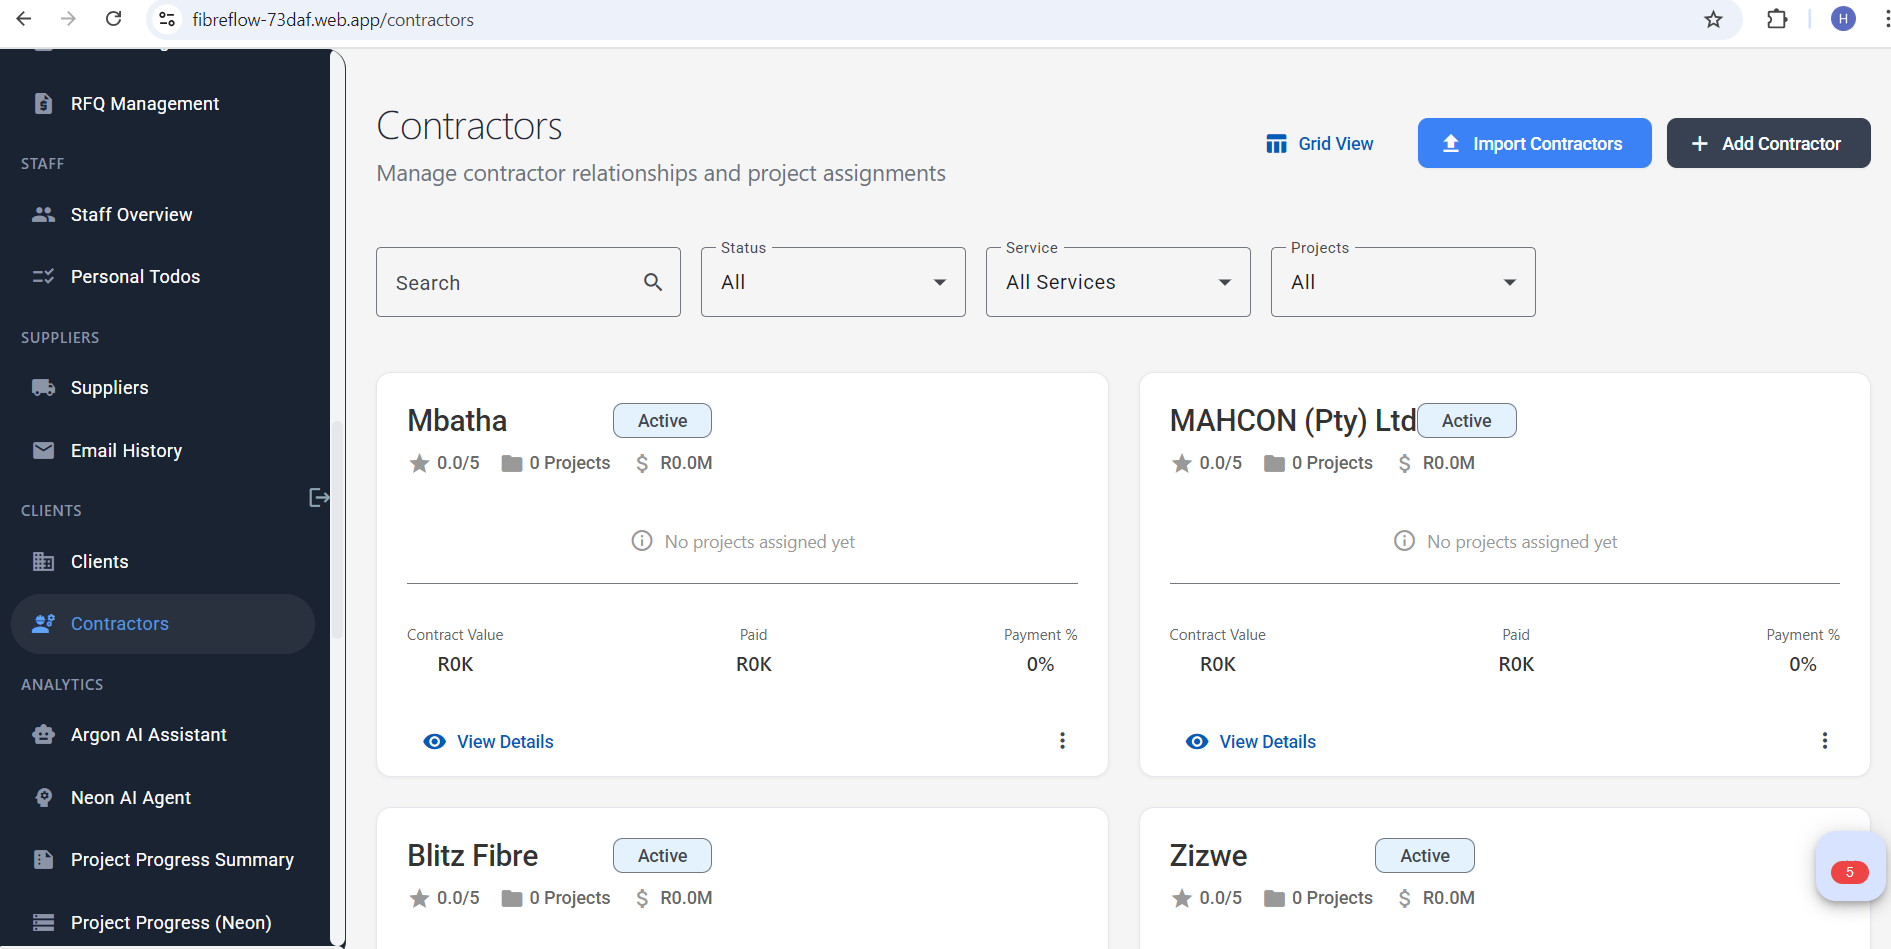 fibreflow-73daf.web.app/contractors
H
RFQ Management
STAFF
Staff Overview
Personal Todos
SUPPLIERS
Suppliers
Email History
CLIENTS
Clients
Contractors
ANALYTICS
Argon AI Assistant
Neon AI Agent
Project Progress Summary
Project Progress (Neon)
Contractors
Manage contractor relationships and project assignments
Grid View
Import Contractors
Add Contractor
Search
Status
All
Service
All Services
Projects
All
Mbatha
Active
0.0/5 0 Projects $ R0.0M
No projects assigned yet
Contract Value Paid Payment %
R0K R0K 0%
View Details
MAHCON (Pty) Ltd
Active
0.0/5 0 Projects $ R0.0M
No projects assigned yet
Contract Value Paid Payment %
R0K R0K 0%
View Details
Blitz Fibre
Active
0.0/5 0 Projects $ R0.0M
Zizwe
Active
0.0/5 0 Projects $ R0.0M
5